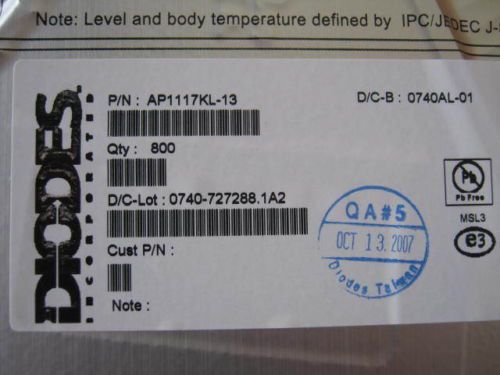 Note: Level and body temperature defined by IPC/JEDEC J-
DIODES
INCORPORATED
P/N : AP1117KL-13
D/C-B : 0740AL-01
Qty : 800
D/C-Lot : 0740-727288.1A2
Pb
Pb Free
MSL3
e3
QA#5
OCT 13. 2007
Diodes Taiwan
Cust P/N :
Note :